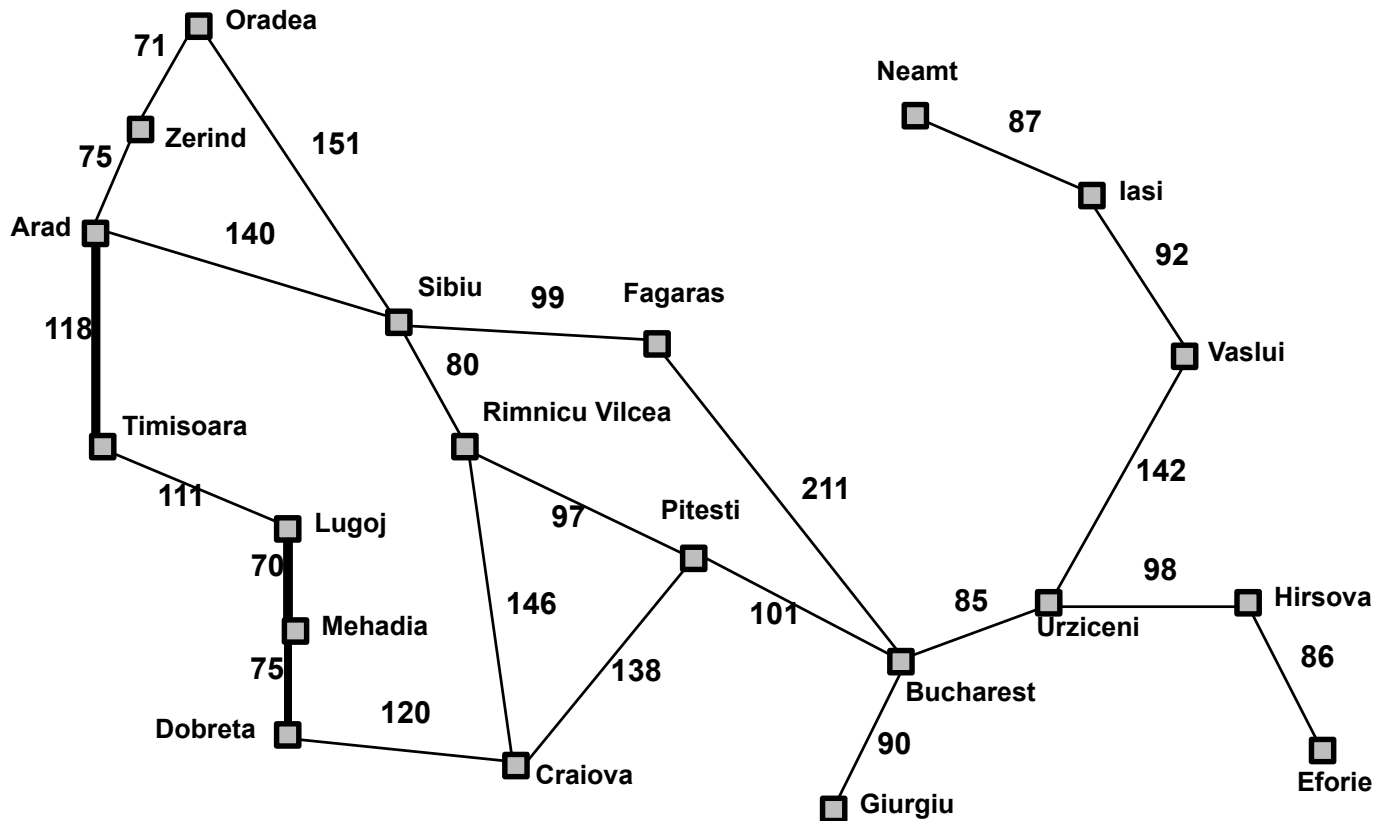 Oradea
71
Neamt
87
Zerind
151
75
Iasi
Arad
140
92
Sibiu
99
Fagaras
118
80
Vaslui
Rimnicu Vilcea
Timisoara
142
111
211
97
Pitesti
Lugoj
70
98
146
101
85
Hirsova
Mehadia
Urziceni
75
138
86
Bucharest
120
Dobreta
90
Craiova
Eforie
Giurgiu